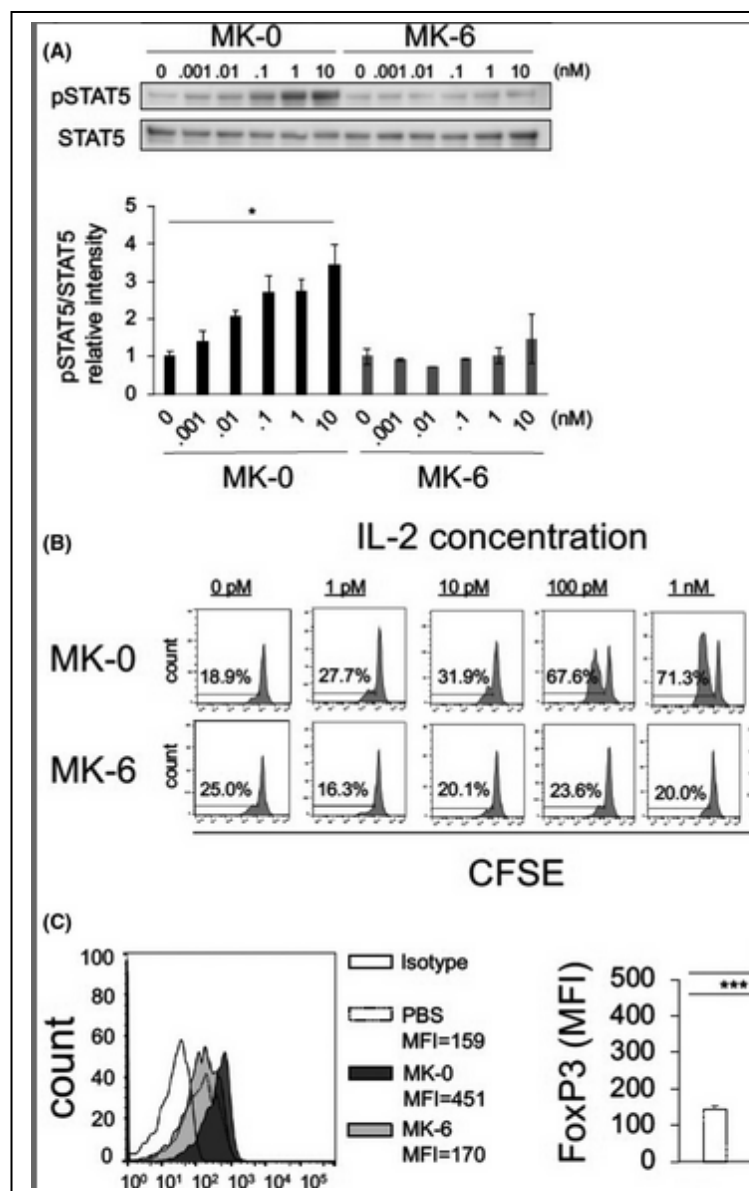 (A)
MK-0 MK-6
0 .001 .01 .1 1 10 0 .001 .01 .1 1 10 (nM)
pSTAT5
STAT5
pSTAT5/STAT5
relative intensity
5
4
3
2
1
0
*
0 .001 .01 .1 1 10 0 .001 .01 .1 1 10 (nM)
MK-0 MK-6
(B)
IL-2 concentration
0 pM 1 pM 10 pM 100 pM 1 nM
MK-0
count
18.9% 27.7% 31.9% 67.6% 71.3%
MK-6
count
25.0% 16.3% 20.1% 23.6% 20.0%
CFSE
(C)
count
100
80
60
40
20
0
10⁰ 10¹ 10² 10³ 10⁴ 10⁵
Isotype
PBS
MFI=159
MK-0
MFI=451
MK-6
MFI=170
FoxP3 (MFI)
500
400
300
200
100
0
***